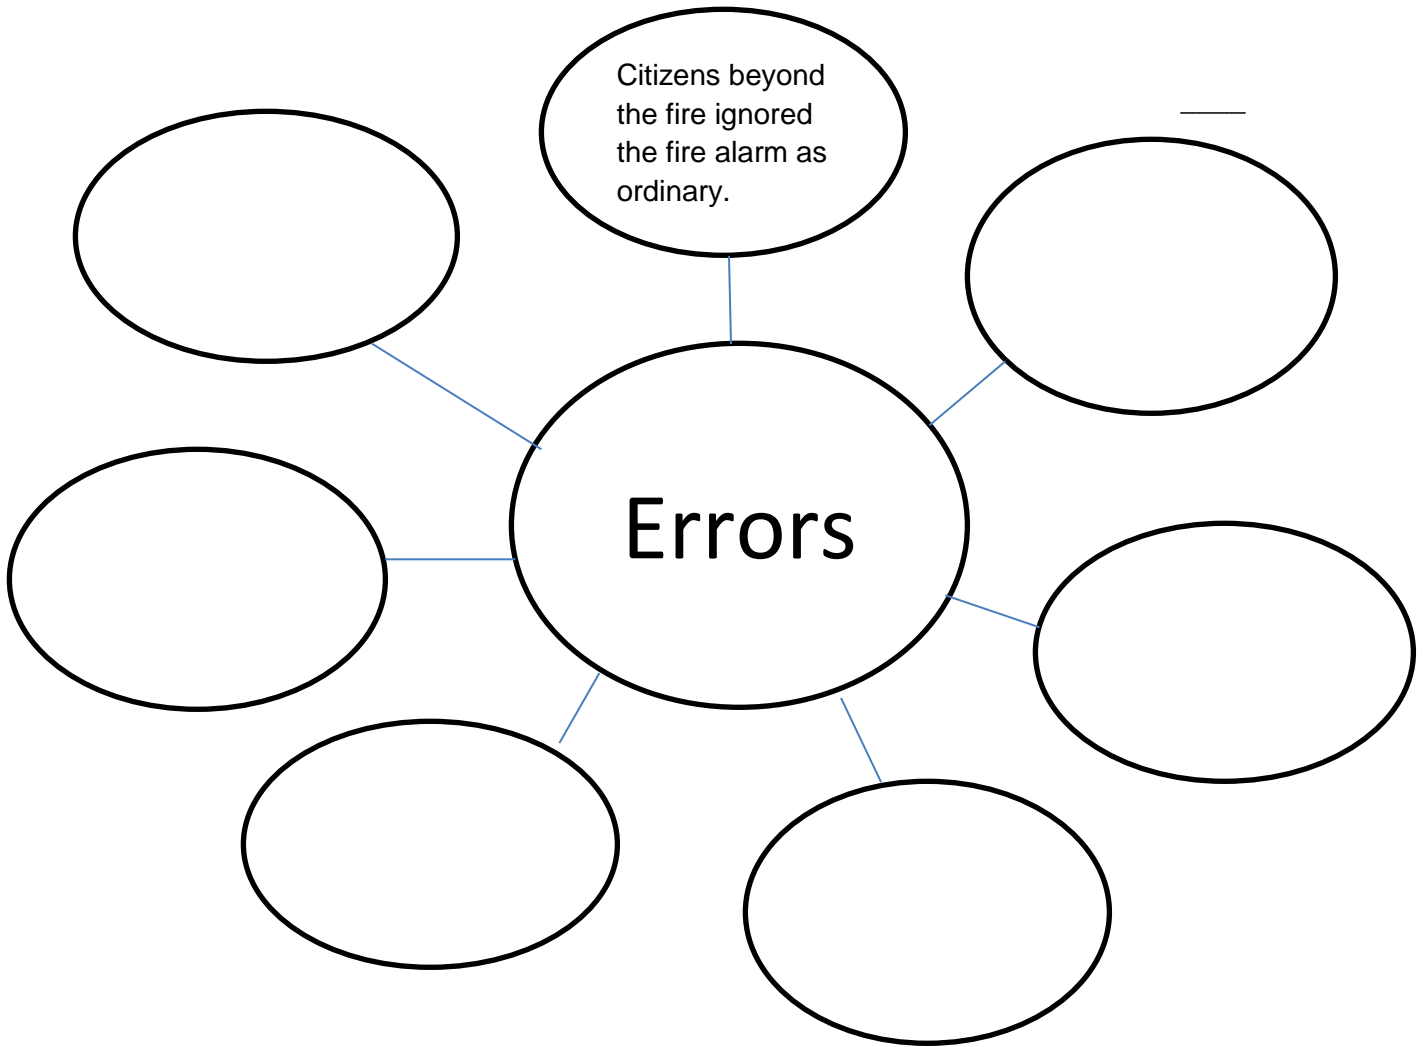 Citizens beyond
the fire ignored
the fire alarm as
ordinary.
Errors